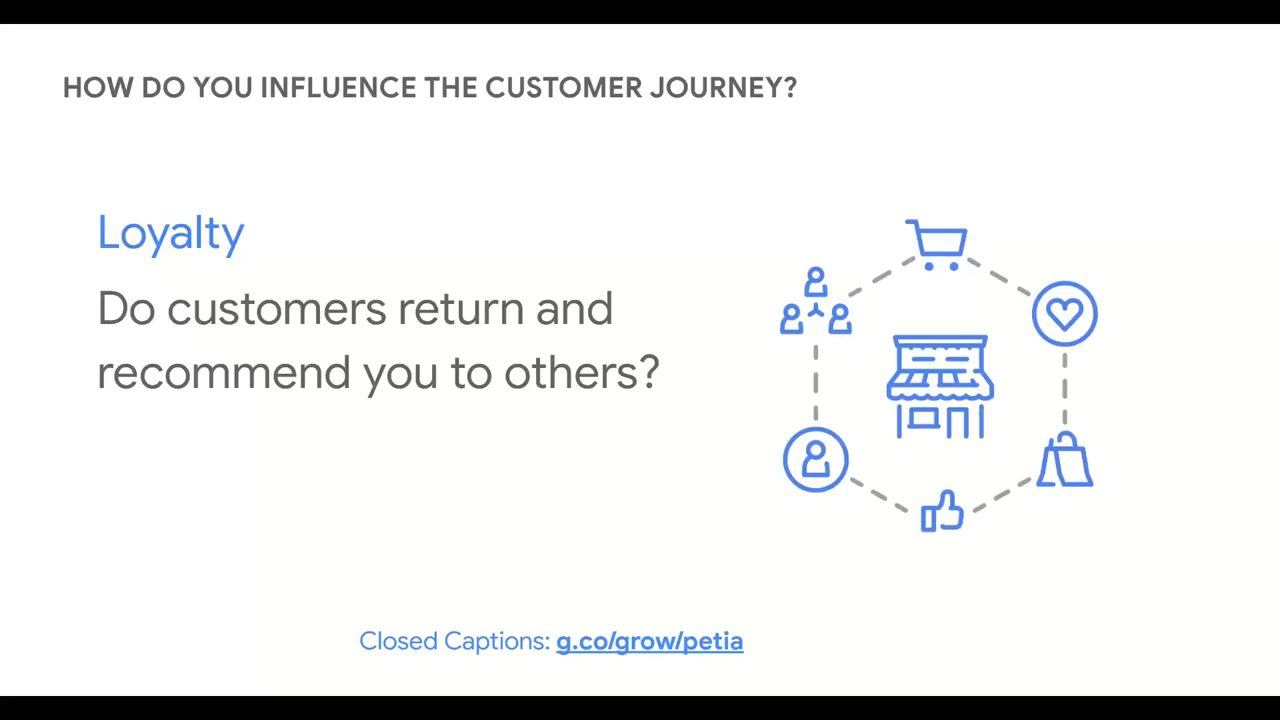 HOW DO YOU INFLUENCE THE CUSTOMER JOURNEY?
Loyalty
Do customers return and
recommend you to others?
Closed Captions: g.co/grow/petia